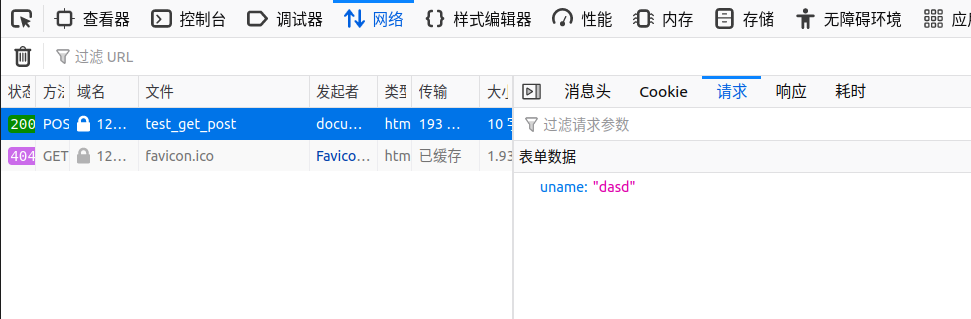 查看器 控制台 调试器 网络 样式编辑器 性能 内存 存储 无障碍环境
过滤 URL
状态 方法 域名 文件 发起者 类型 传输 大小 消息头 Cookie 请求 响应 耗时
200 POS 12... test_get_post docu... htm 193 ... 10 过滤请求参数
404 GET 12... favicon.ico Favico... htm 已缓存 1.93 表单数据
uname: "dasd"